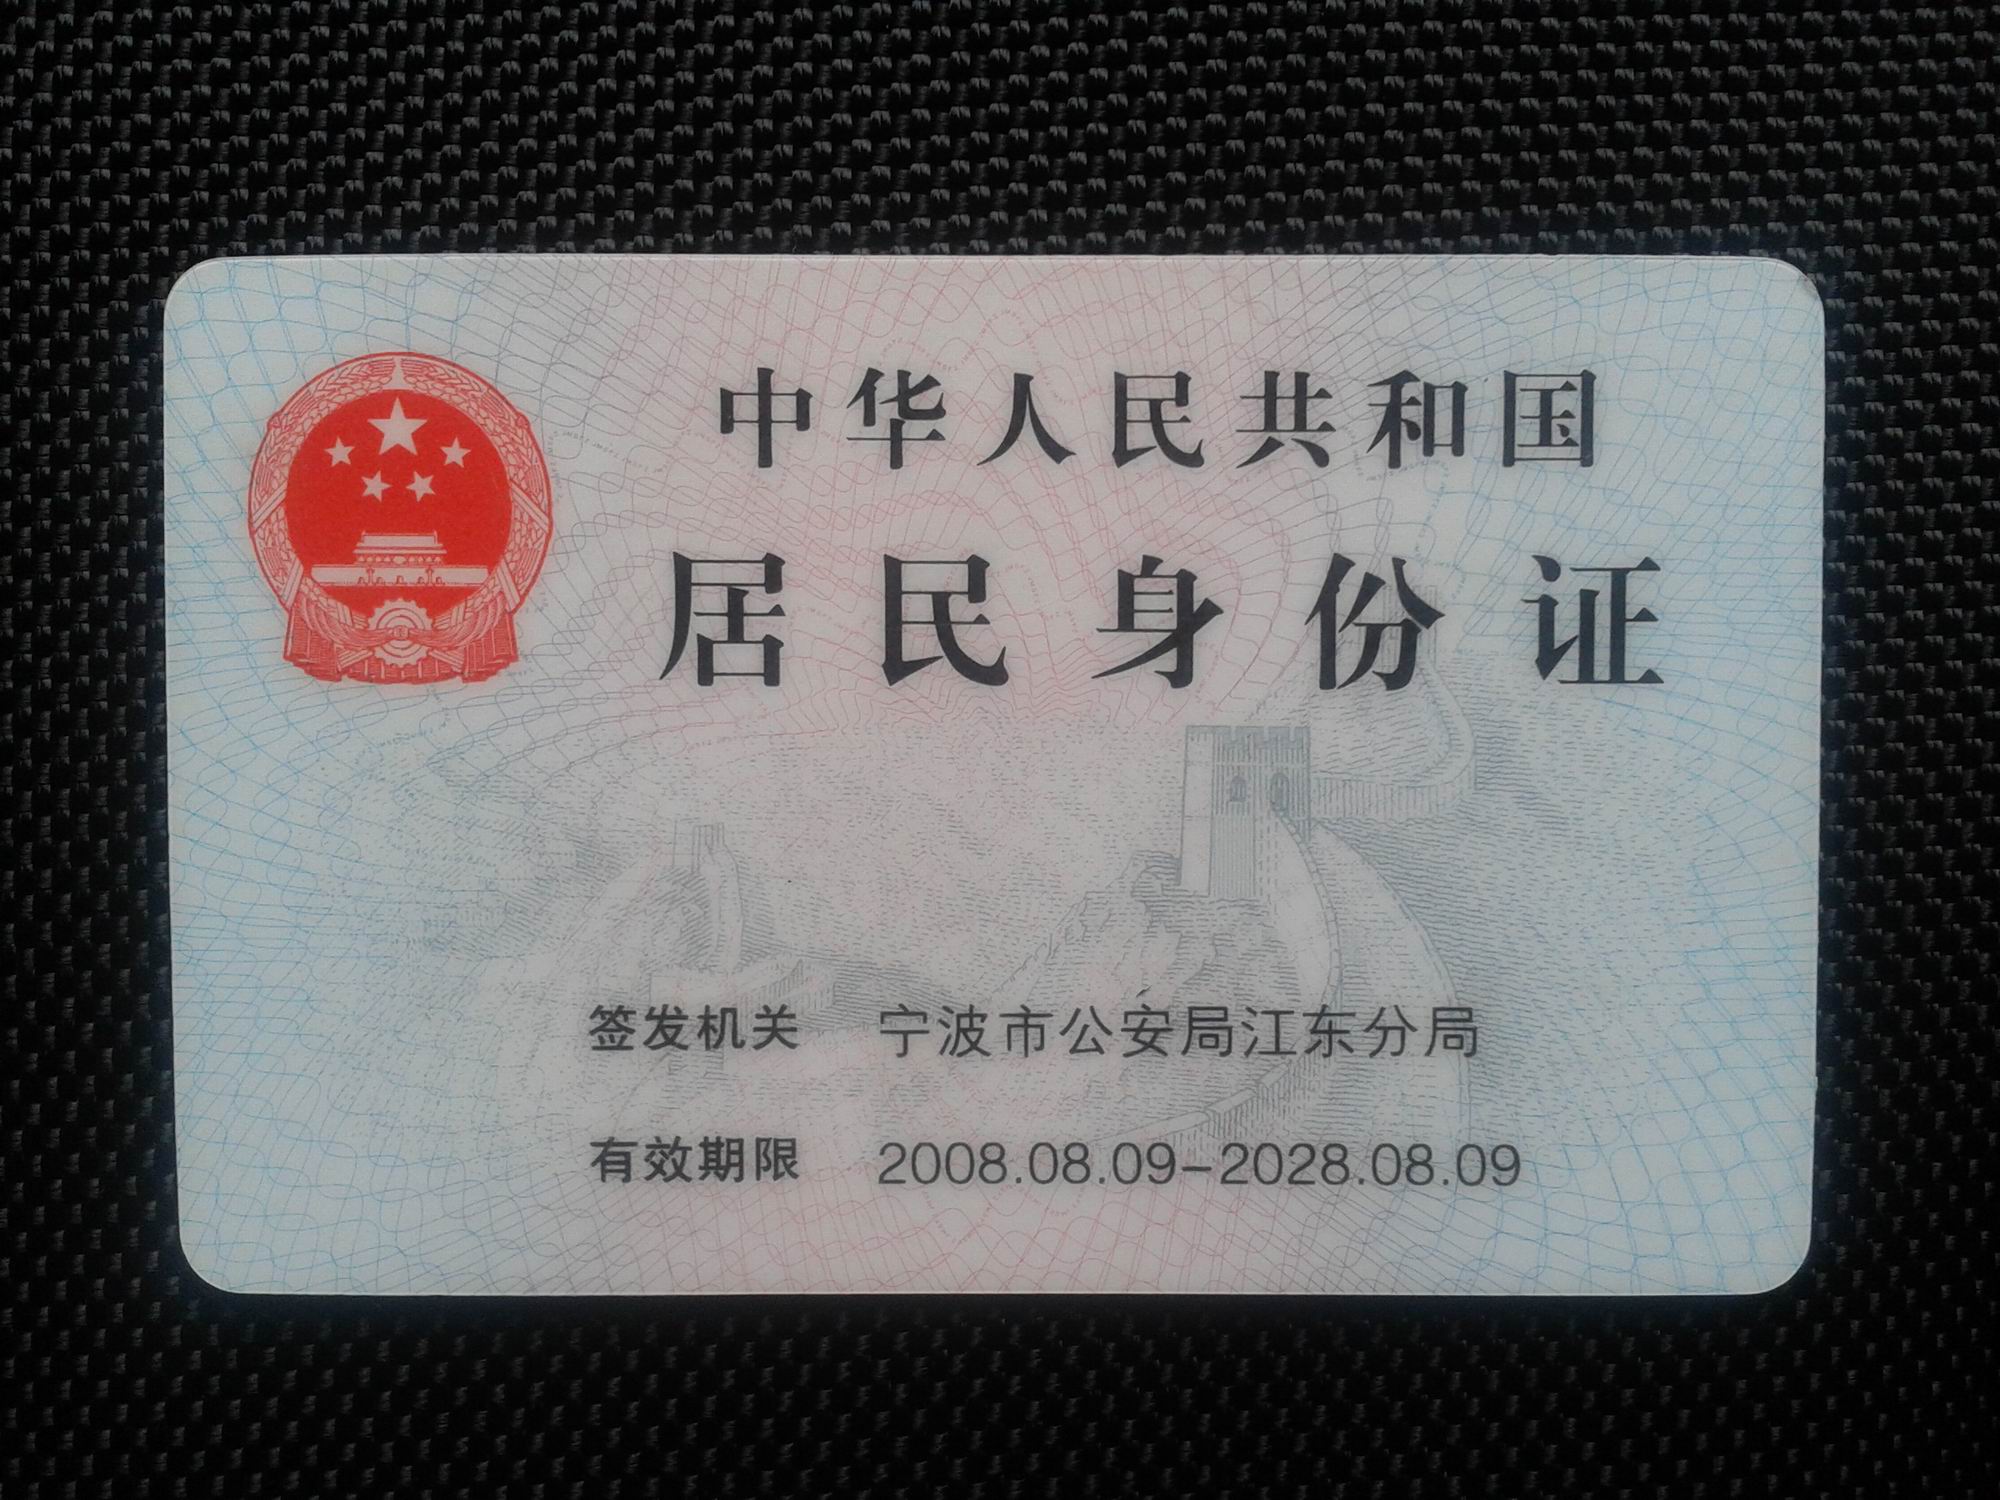 中华人民共和国
居民身份证
签发机关 宁波市公安局江东分局
有效期限 2008.08.09-2028.08.09